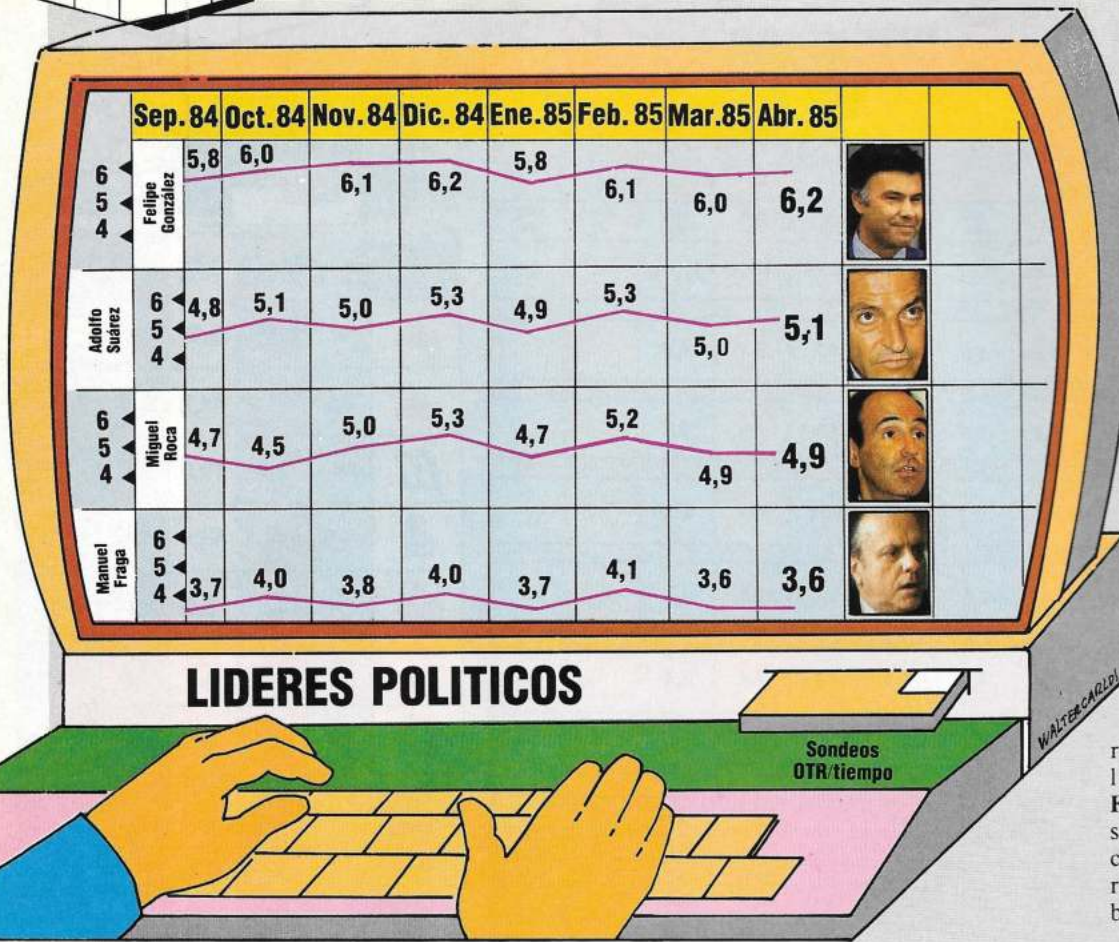 Sep. 84 Oct. 84 Nov. 84 Dic. 84 Ene. 85 Feb. 85 Mar. 85 Abr. 85
6
5
4
Felipe
González
5,8 6,0 6,1 6,2 5,8 6,1 6,0 6,2
6
5
4
Adolfo
Suárez
4,8 5,1 5,0 5,3 4,9 5,3 5,0 5,1
6
5
4
Miguel
Roca
4,7 4,5 5,0 5,3 4,7 5,2 4,9 4,9
6
5
4
Manuel
Fraga
3,7 4,0 3,8 4,0 3,7 4,1 3,6 3,6
LIDERES POLITICOS
Sondeos
OTR/tiempo